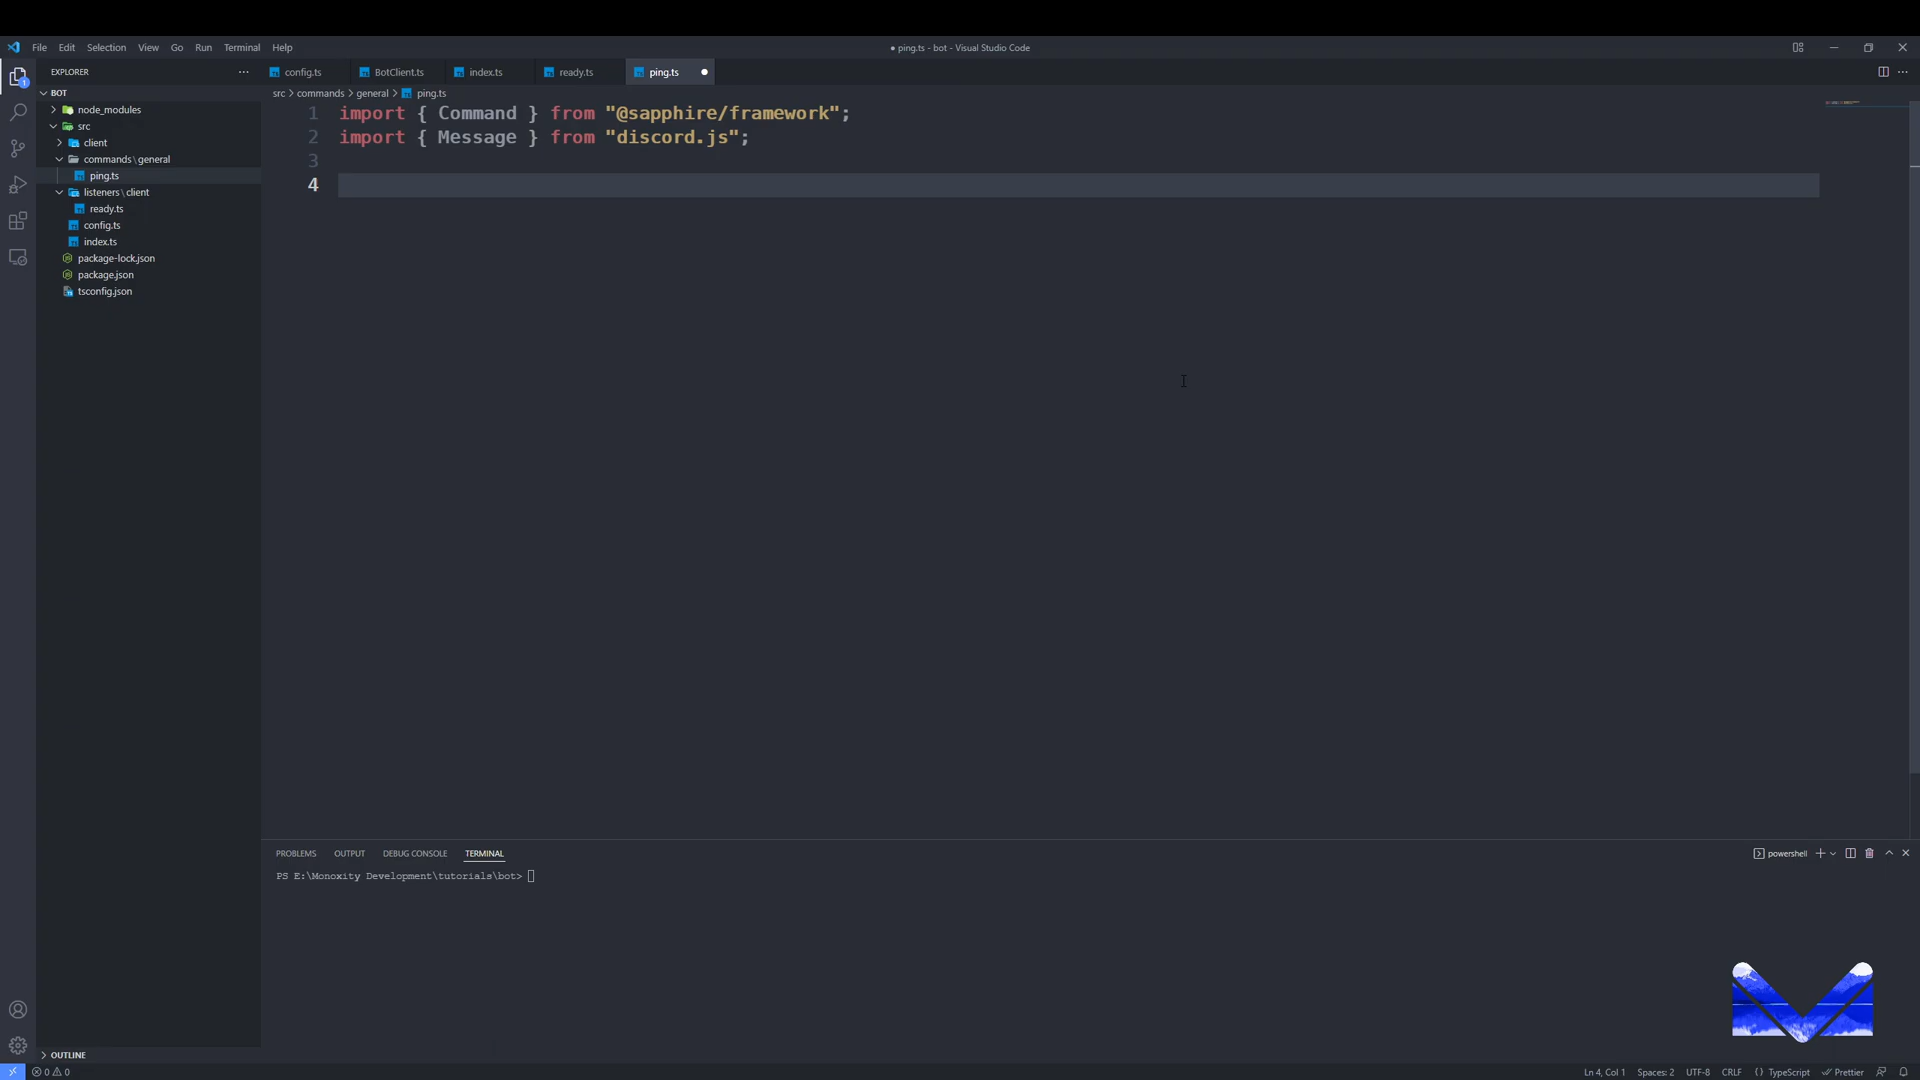 File Edit Selection View Go Run Terminal Help
● ping.ts - bot - Visual Studio Code
EXPLORER
config.ts BotClient.ts index.ts ready.ts ping.ts
src > commands > general > ping.ts
BOT
node_modules
src
client
commands\general
ping.ts
listeners\client
ready.ts
config.ts
index.ts
package-lock.json
package.json
tsconfig.json
1 import { Command } from "@sapphire/framework";
2 import { Message } from "discord.js";
3
4
PROBLEMS OUTPUT DEBUG CONSOLE TERMINAL
powershell
PS E:\Monoxity Development\tutorials\bot>
OUTLINE
0 0
Ln 4, Col 1 Spaces: 2 UTF-8 CRLF {} TypeScript Prettier
1